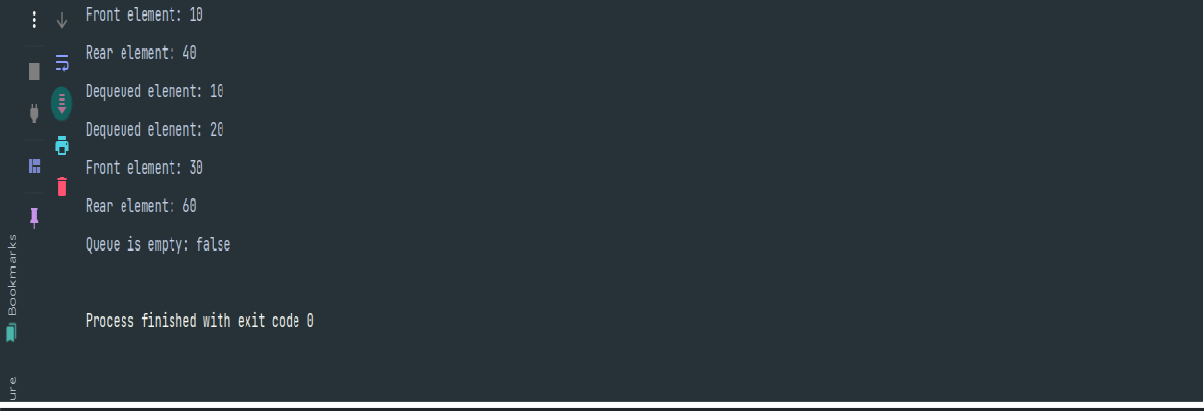 Front element: 10
Rear element: 40
Dequeued element: 10
Dequeued element: 20
Front element: 30
Rear element: 60
Queue is empty: false
Process finished with exit code 0
Bookmarks
ure